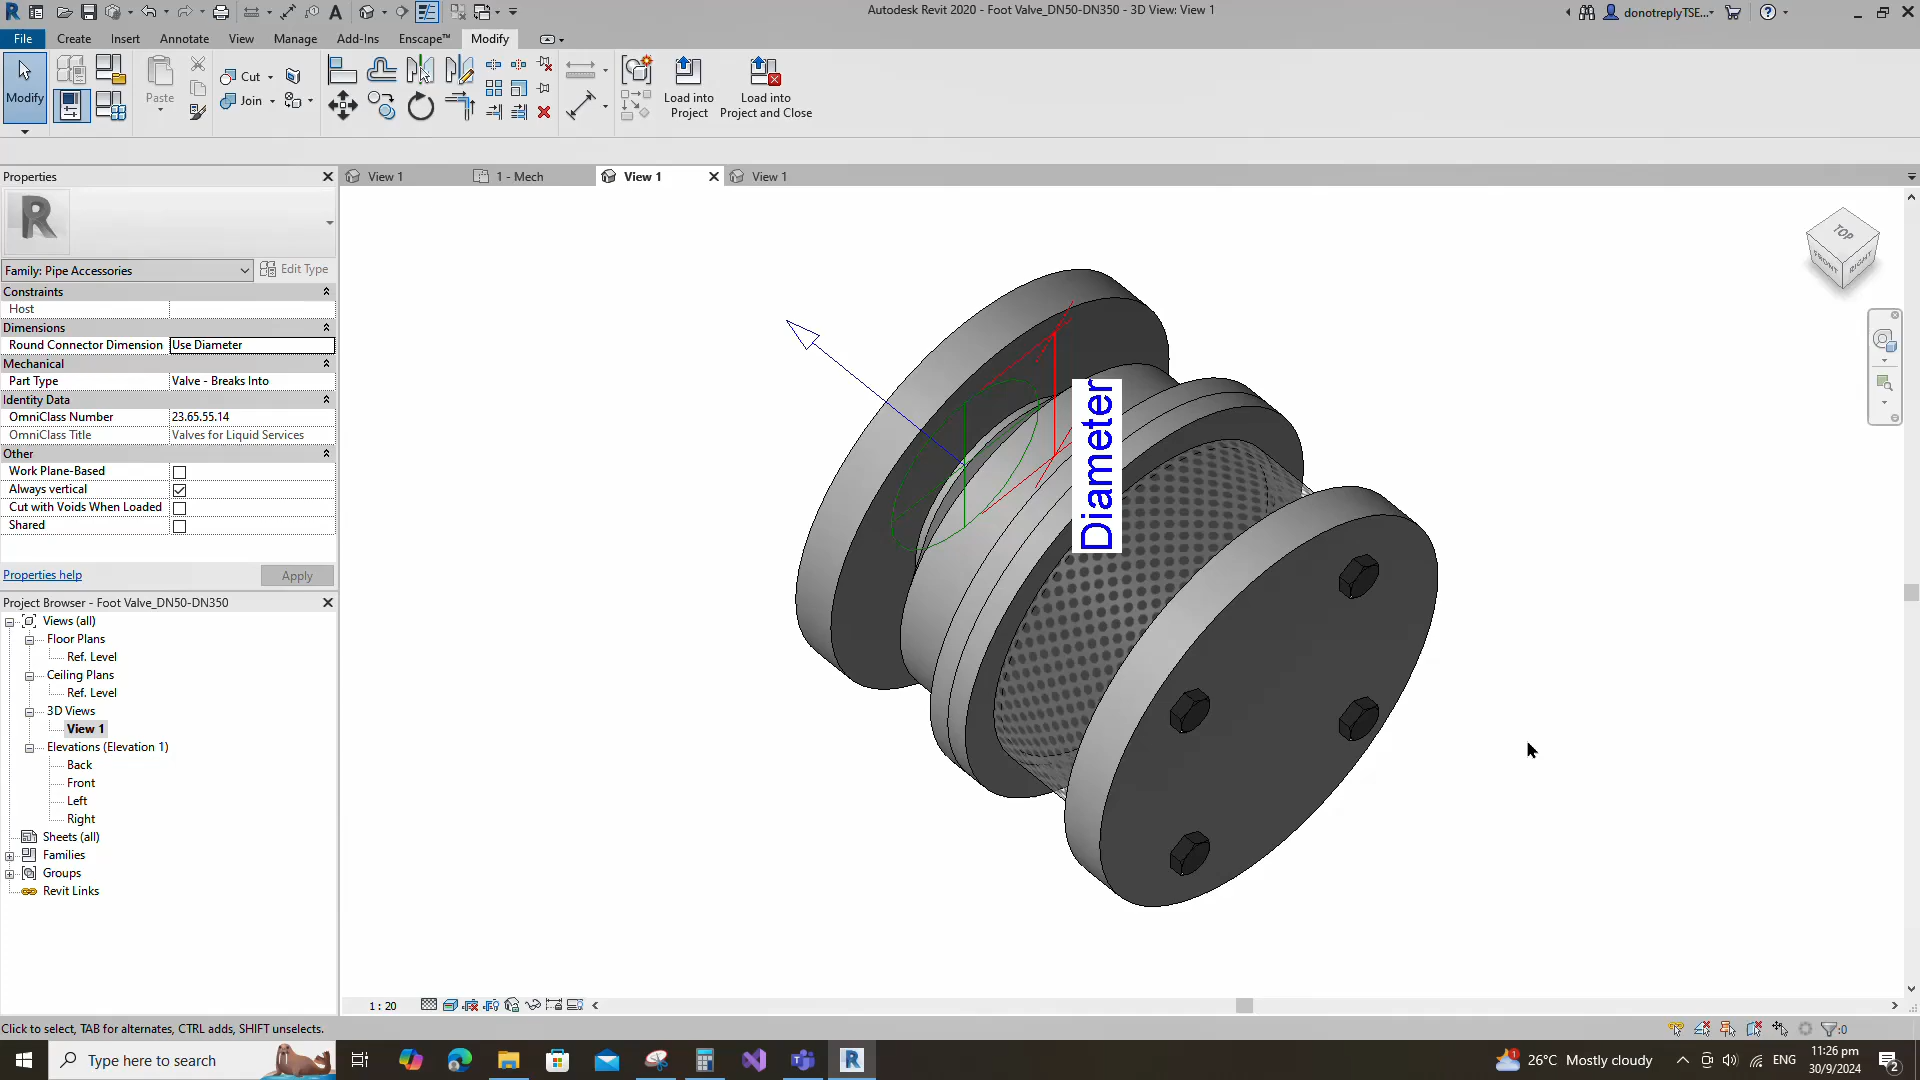 Autodesk Revit 2020 - Foot Valve_DN50-DN350 - 3D View: View 1
donotreplyTSE...
File
Create
Insert
Annotate
View
Manage
Add-Ins
Enscape™
Modify
Modify
Paste
Cut
Join
Load into
Project
Load into
Project and Close
Properties
View 1
1 - Mech
View 1
View 1
Family: Pipe Accessories
Edit Type
Constraints
Host
Dimensions
Round Connector Dimension
Use Diameter
Mechanical
Part Type
Valve - Breaks Into
Identity Data
OmniClass Number
23.65.55.14
OmniClass Title
Valves for Liquid Services
Other
Work Plane-Based
Always vertical
Cut with Voids When Loaded
Shared
Properties help
Apply
Project Browser - Foot Valve_DN50-DN350
Views (all)
Floor Plans
Ref. Level
Ceiling Plans
Ref. Level
3D Views
View 1
Elevations (Elevation 1)
Back
Front
Left
Right
Sheets (all)
Families
Groups
Revit Links
Diameter
TOP
FRONT
RIGHT
1 : 20
Click to select, TAB for alternates, CTRL adds, SHIFT unselects.
:0
Type here to search
1
26°C Mostly cloudy
ENG
11:26 pm
30/9/2024
2